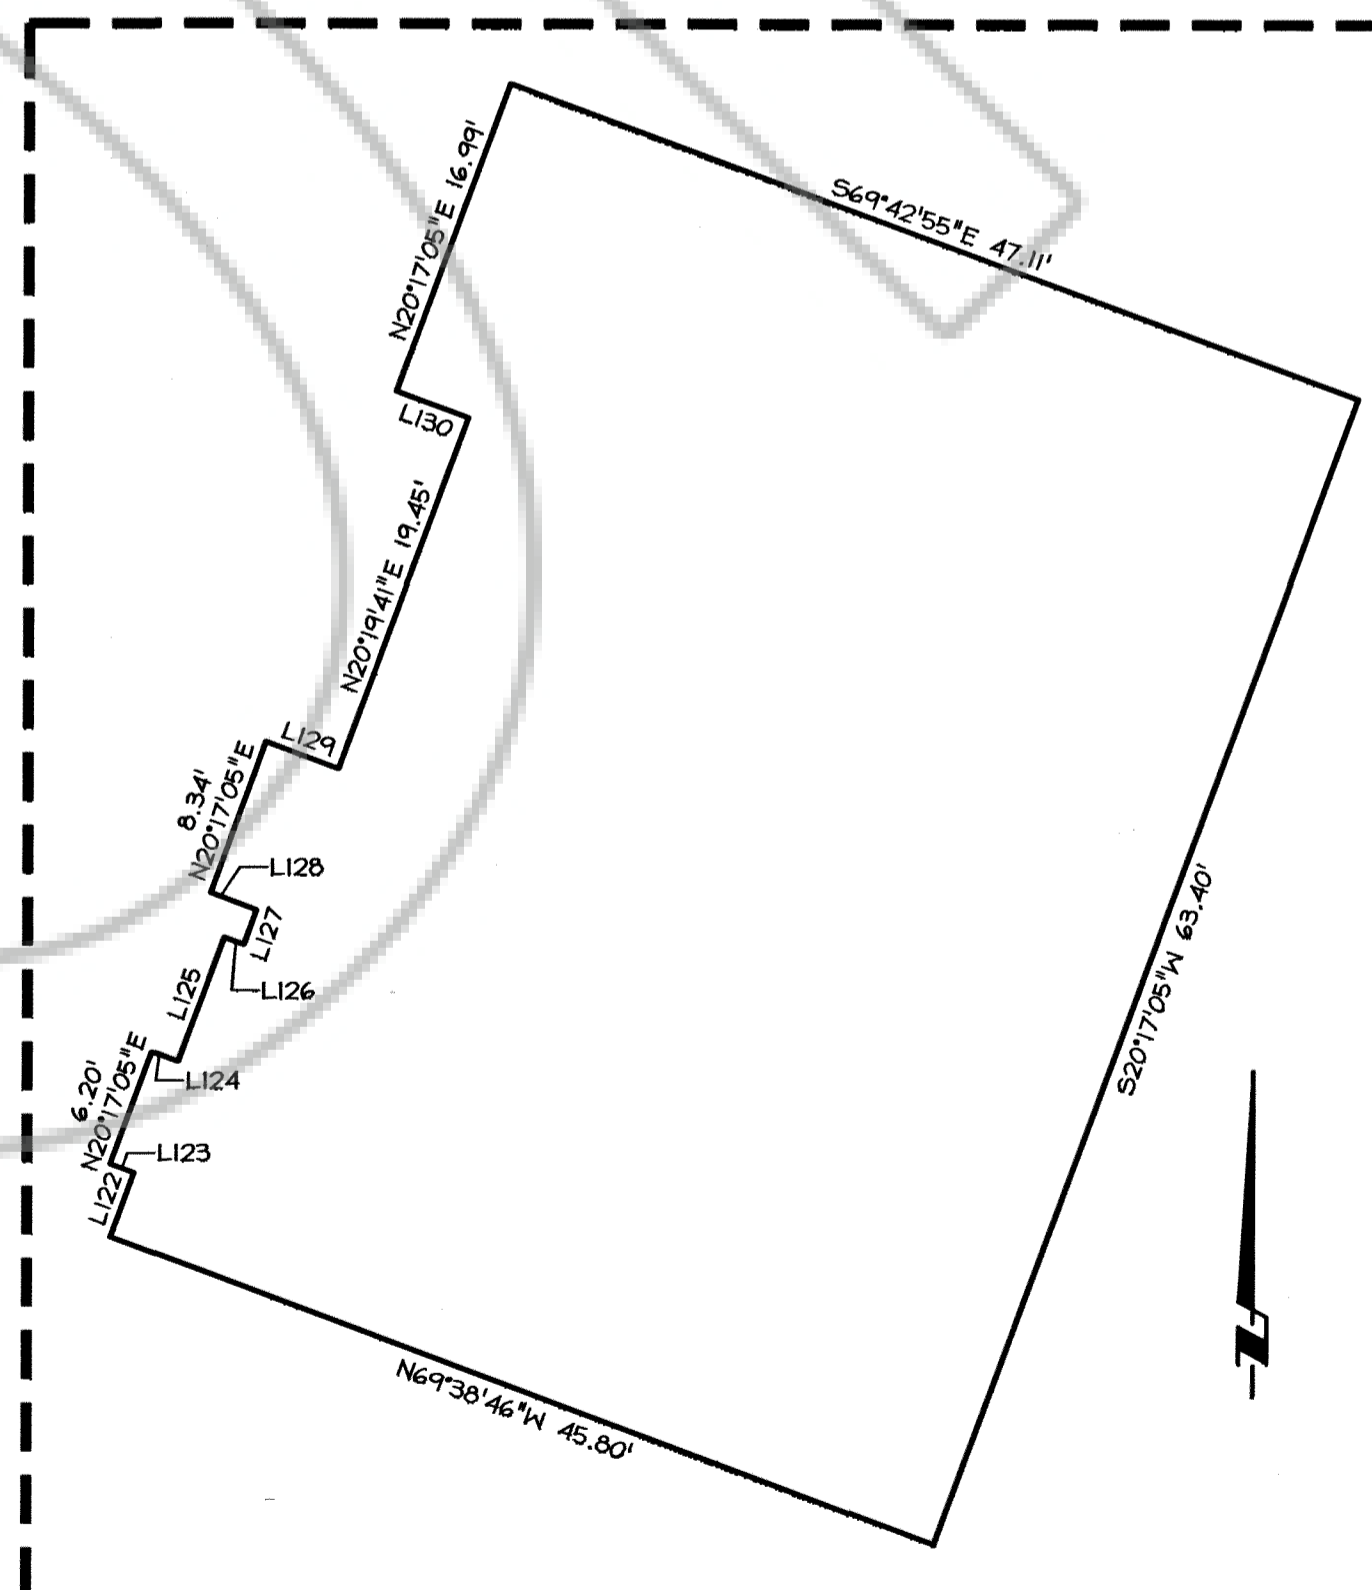 S69°42'55"E 47.11'
N20°17'05"E 16.99'
L130
N20°19'41"E 19.45'
L129
8.34'
N20°17'05"E
L128
L127
L126
L125
6.20'
N20°17'05"E
L124
L123
L122
S20°17'05"W 63.40'
N69°38'46"W 45.80'
N